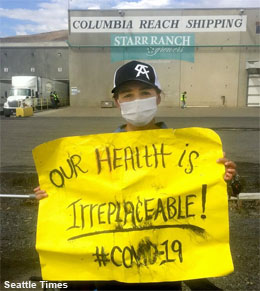 COLUMBIA REACH SHIPPING
STARR RANCH
OUR HEALTH is
IRREPLACEABLE!
#COVID-19
Seattle Times